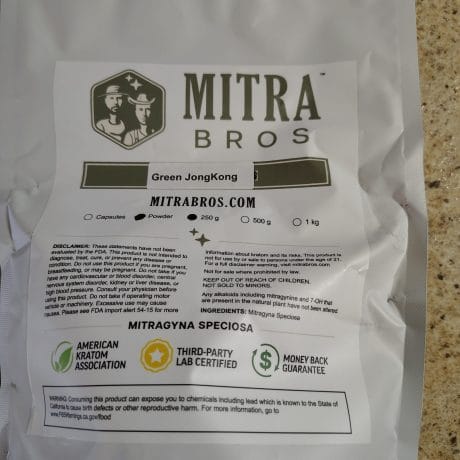 MITRA™
BROS
Green JongKong
MITRABROS.COM
Capsules Powder 250 g 500 g 1 kg
DISCLAIMER: These statements have not been
evaluated by the FDA. This product is not intended to
diagnose, treat, cure, or prevent any disease or
condition. Do not use this product if you are pregnant,
breastfeeding, or may be pregnant. Do not take if you
have any cardiovascular or blood disorder, central
nervous system disorder, kidney or liver disease, or
high blood pressure. Consult your physician before
using this product. Do not take if operating motor
vehicle or machinery. Excessive use may cause
nausea. Please see FDA import alert 54-15 for more
Information about kratom and its risks. This product is
not for use by or sale to persons under the age of 21.
For a full disclaimer warning, visit mitrabros.com
Not for sale where prohibited by law.
KEEP OUT OF REACH OF CHILDREN.
NOT SOLD TO MINORS.
Any alkaloids including mitragynine and 7-OH that
are present in the natural plant have not been altered
INGREDIENTS: Mitragyna Speciosa
MITRAGYNA SPECIOSA
AMERICAN
KRATOM
ASSOCIATION
THIRD-PARTY
LAB CERTIFIED
$
MONEY BACK
GUARANTEE
WARNING: Consuming this product can expose you to chemicals including lead which is known to the State of
California to cause birth defects or other reproductive harm. For more information, go to
www.P65Warnings.ca.gov/food